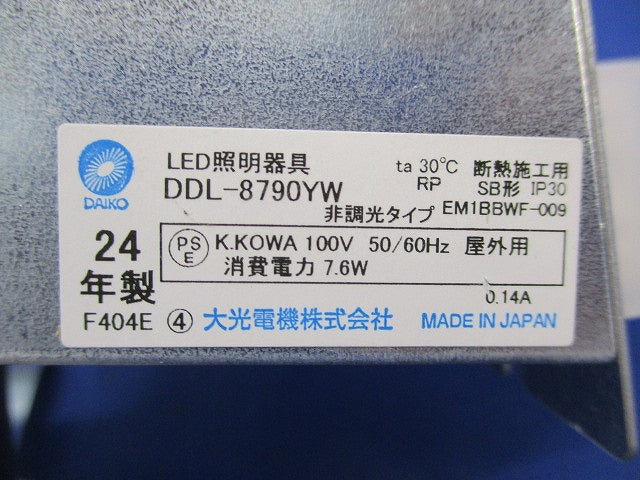 DAIKO
LED照明器具
DDL-8790YW
非調光タイプ
ta 30℃ 断熱施工用
RP SB形 IP30
EM1BBWF-009
24
年製
PS
E
K.KOWA 100V 50/60Hz 屋外用
消費電力 7.6W
0.14A
F404E ④ 大光電機株式会社 MADE IN JAPAN